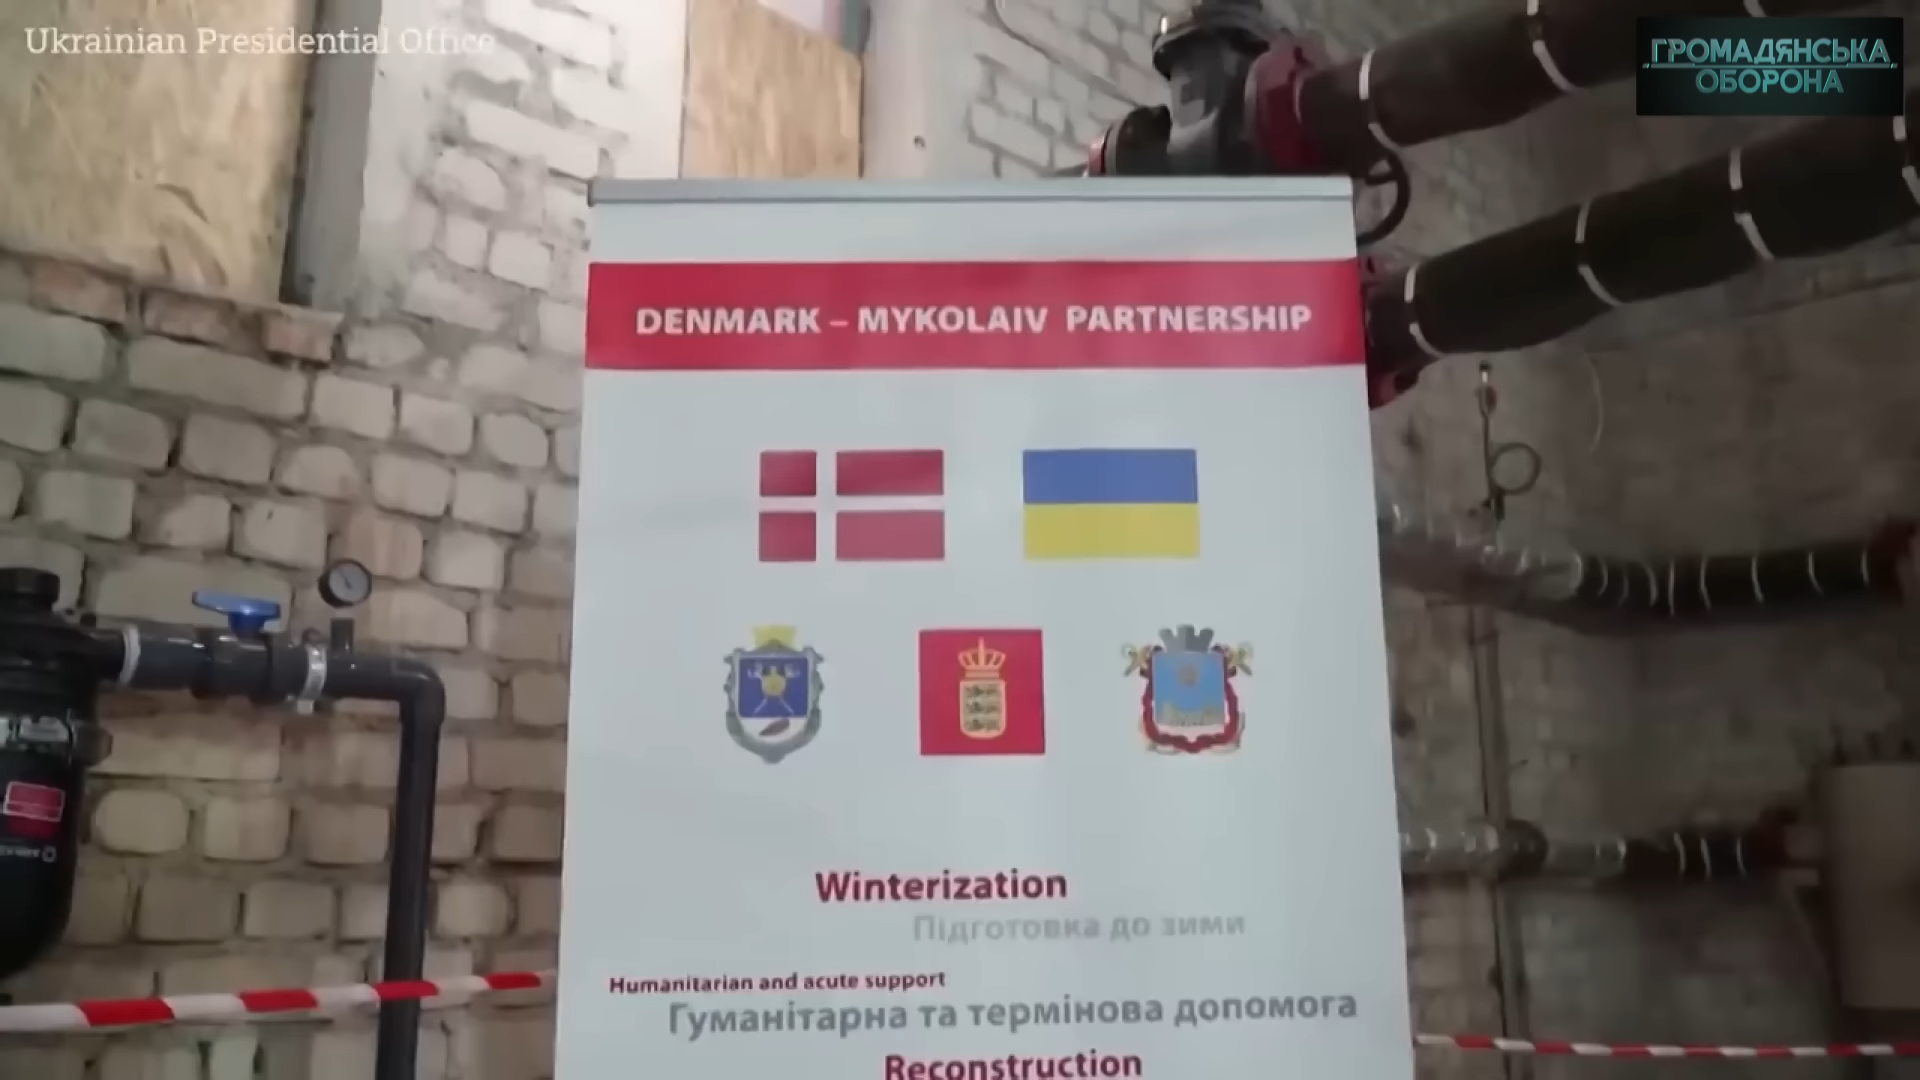 Ukrainian Presidential Office
ГРОМАДЯНСЬКА
ОБОРОНА
DENMARK – MYKOLAIV PARTNERSHIP
Winterization
Підготовка до зими
Humanitarian and acute support
Гуманітарна та термінова допомога
Reconstruction